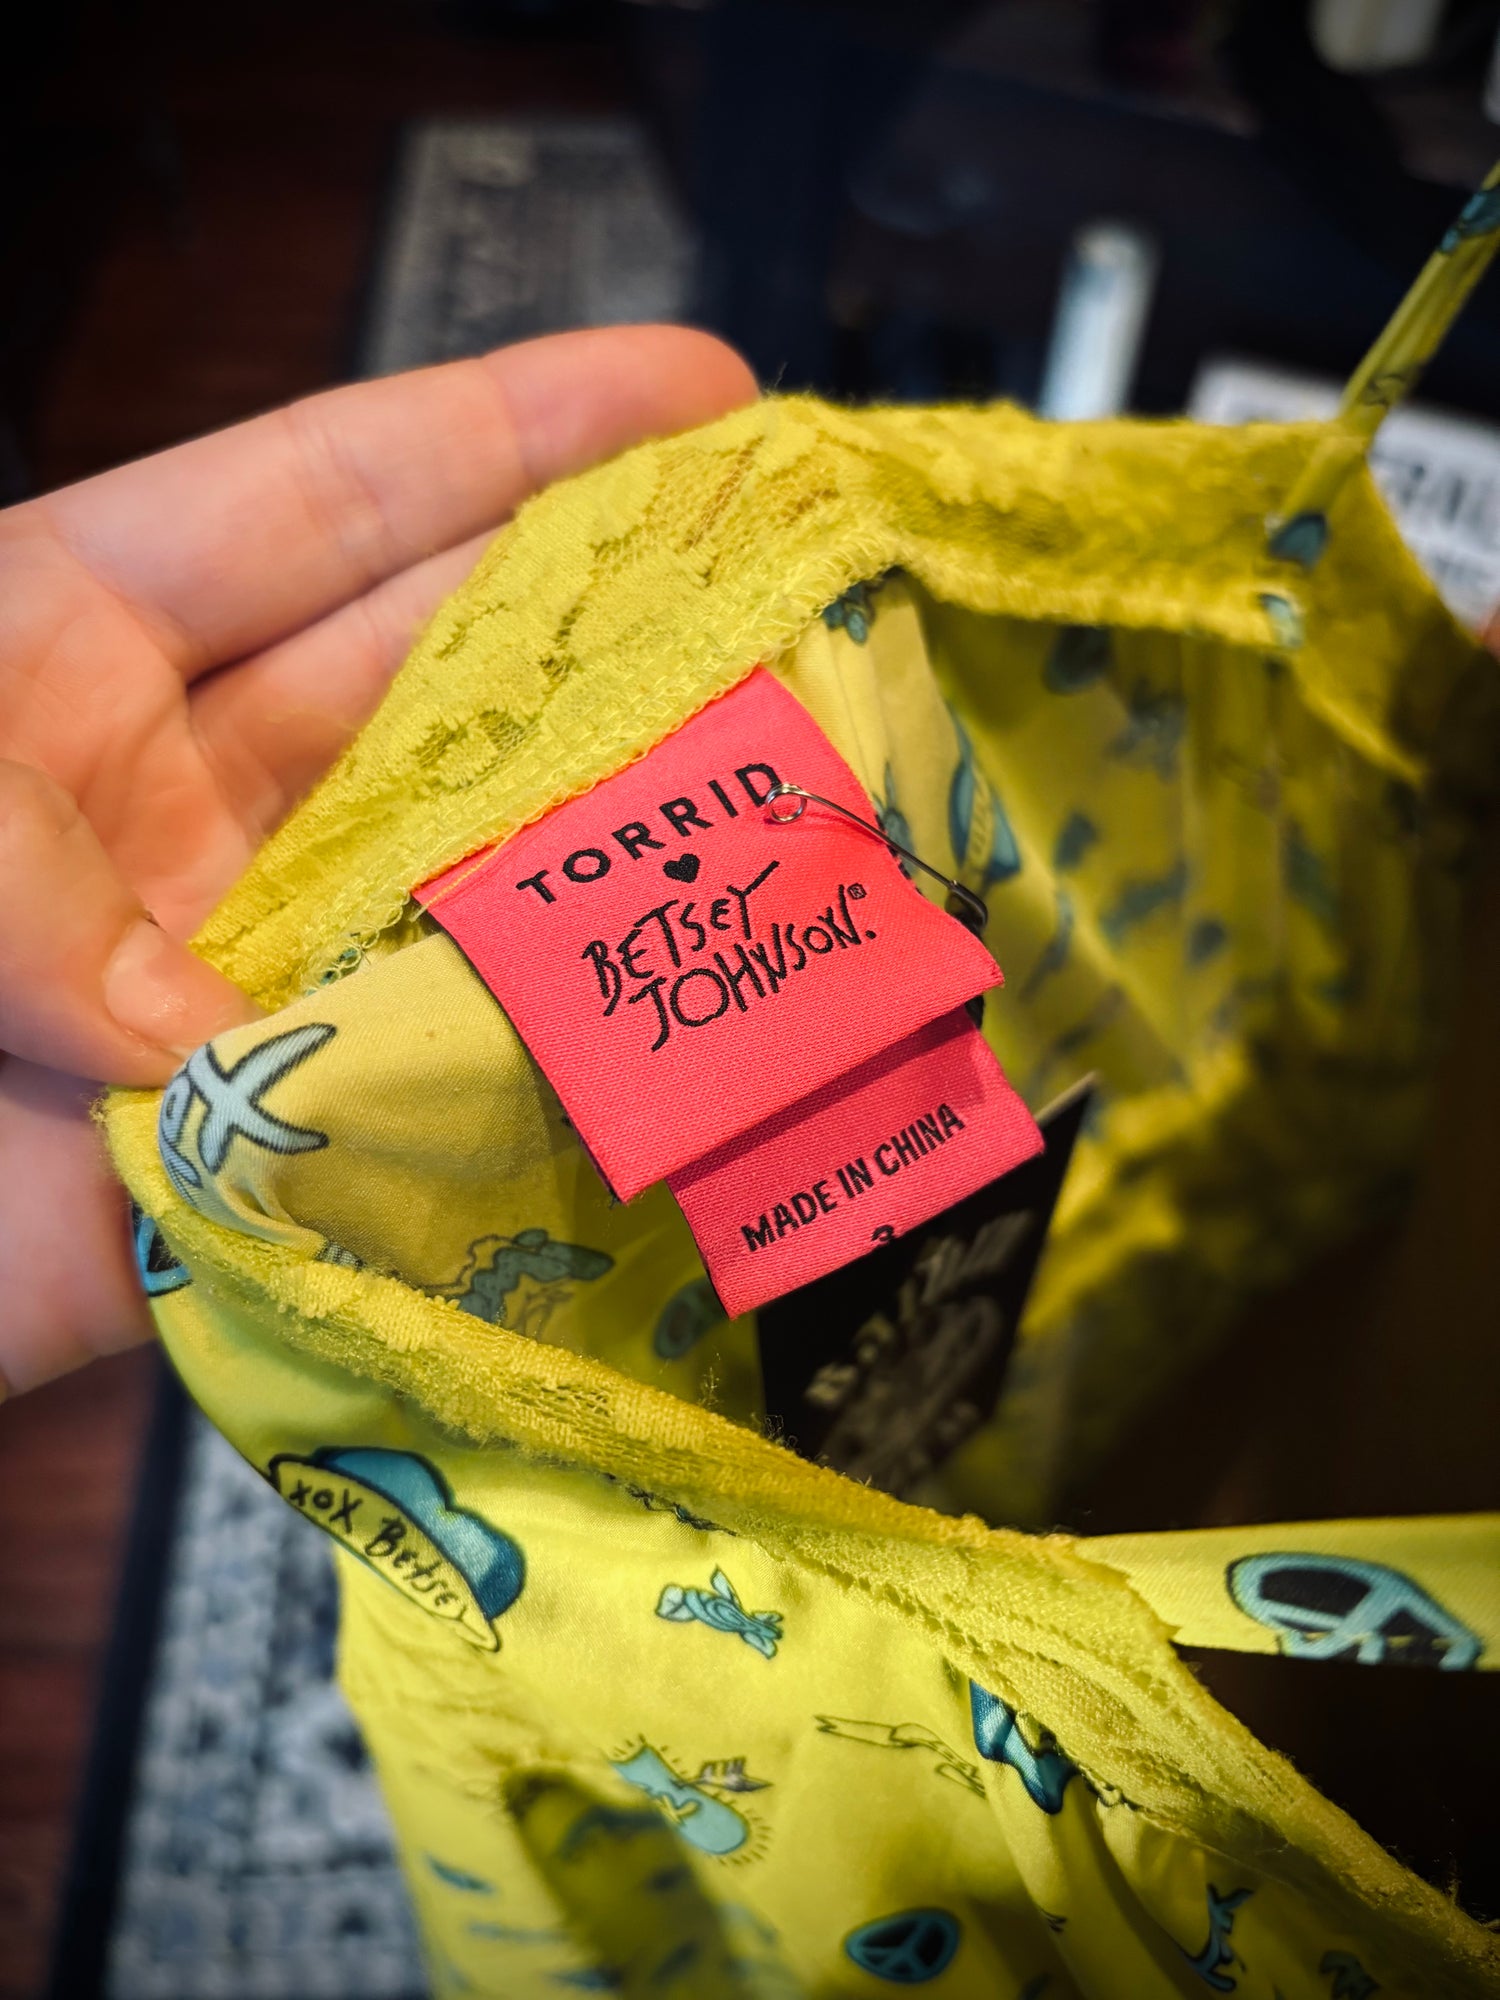 TORRID
BETSEY
JOHNSON.®
MADE IN CHINA
3
XOX Betsey